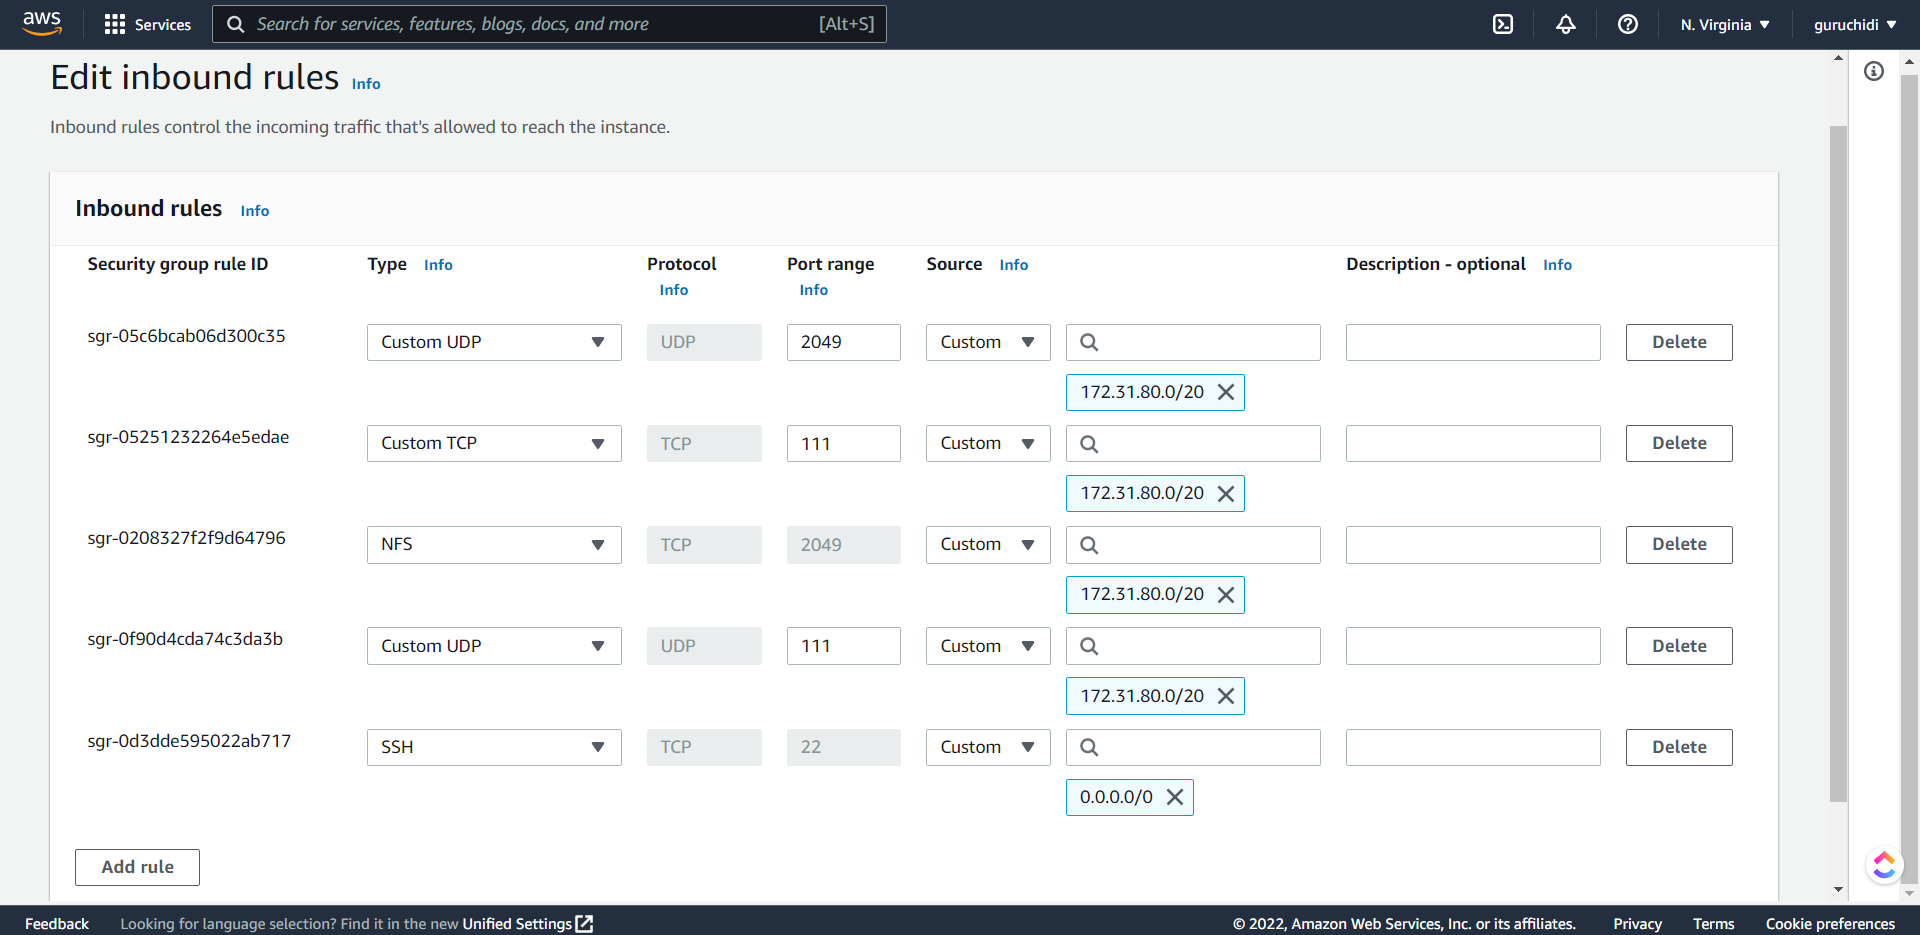 aws Services Search for services, features, blogs, docs, and more [Alt+S] N. Virginia guruchidi
Edit inbound rules Info
Inbound rules control the incoming traffic that's allowed to reach the instance.
Inbound rules Info
Security group rule ID Type Info Protocol Port range Source Info Description - optional Info
Info Info
sgr-05c6bcab06d300c35 Custom UDP UDP 2049 Custom Delete
172.31.80.0/20
sgr-05251232264e5edae Custom TCP TCP 111 Custom Delete
172.31.80.0/20
sgr-0208327f2f9d64796 NFS TCP 2049 Custom Delete
172.31.80.0/20
sgr-0f90d4cda74c3da3b Custom UDP UDP 111 Custom Delete
172.31.80.0/20
sgr-0d3dde595022ab717 SSH TCP 22 Custom Delete
0.0.0.0/0
Add rule
Feedback Looking for language selection? Find it in the new Unified Settings © 2022, Amazon Web Services, Inc. or its affiliates. Privacy Terms Cookie preferences